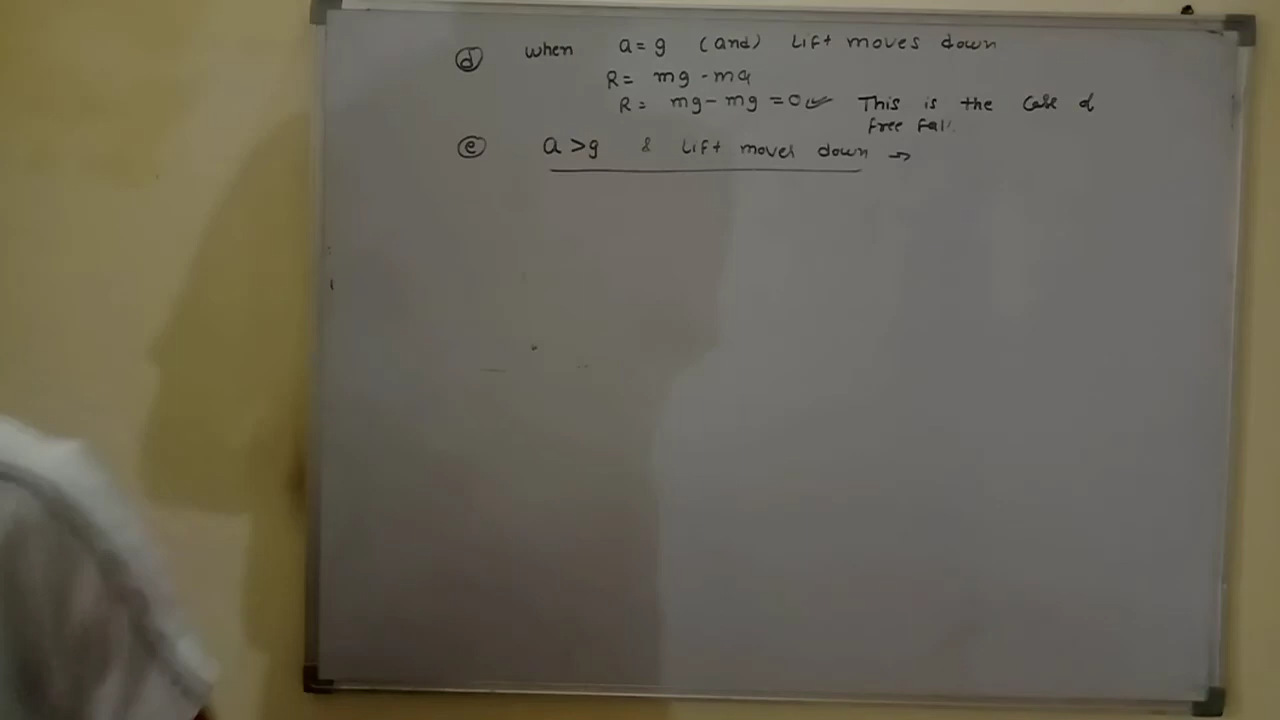 (d) when a = g (and) Lift moves down
R = mg - ma
R = mg - mg = 0 ✓ This is the case of
free fall.
(e) a > g & Lift moves down →